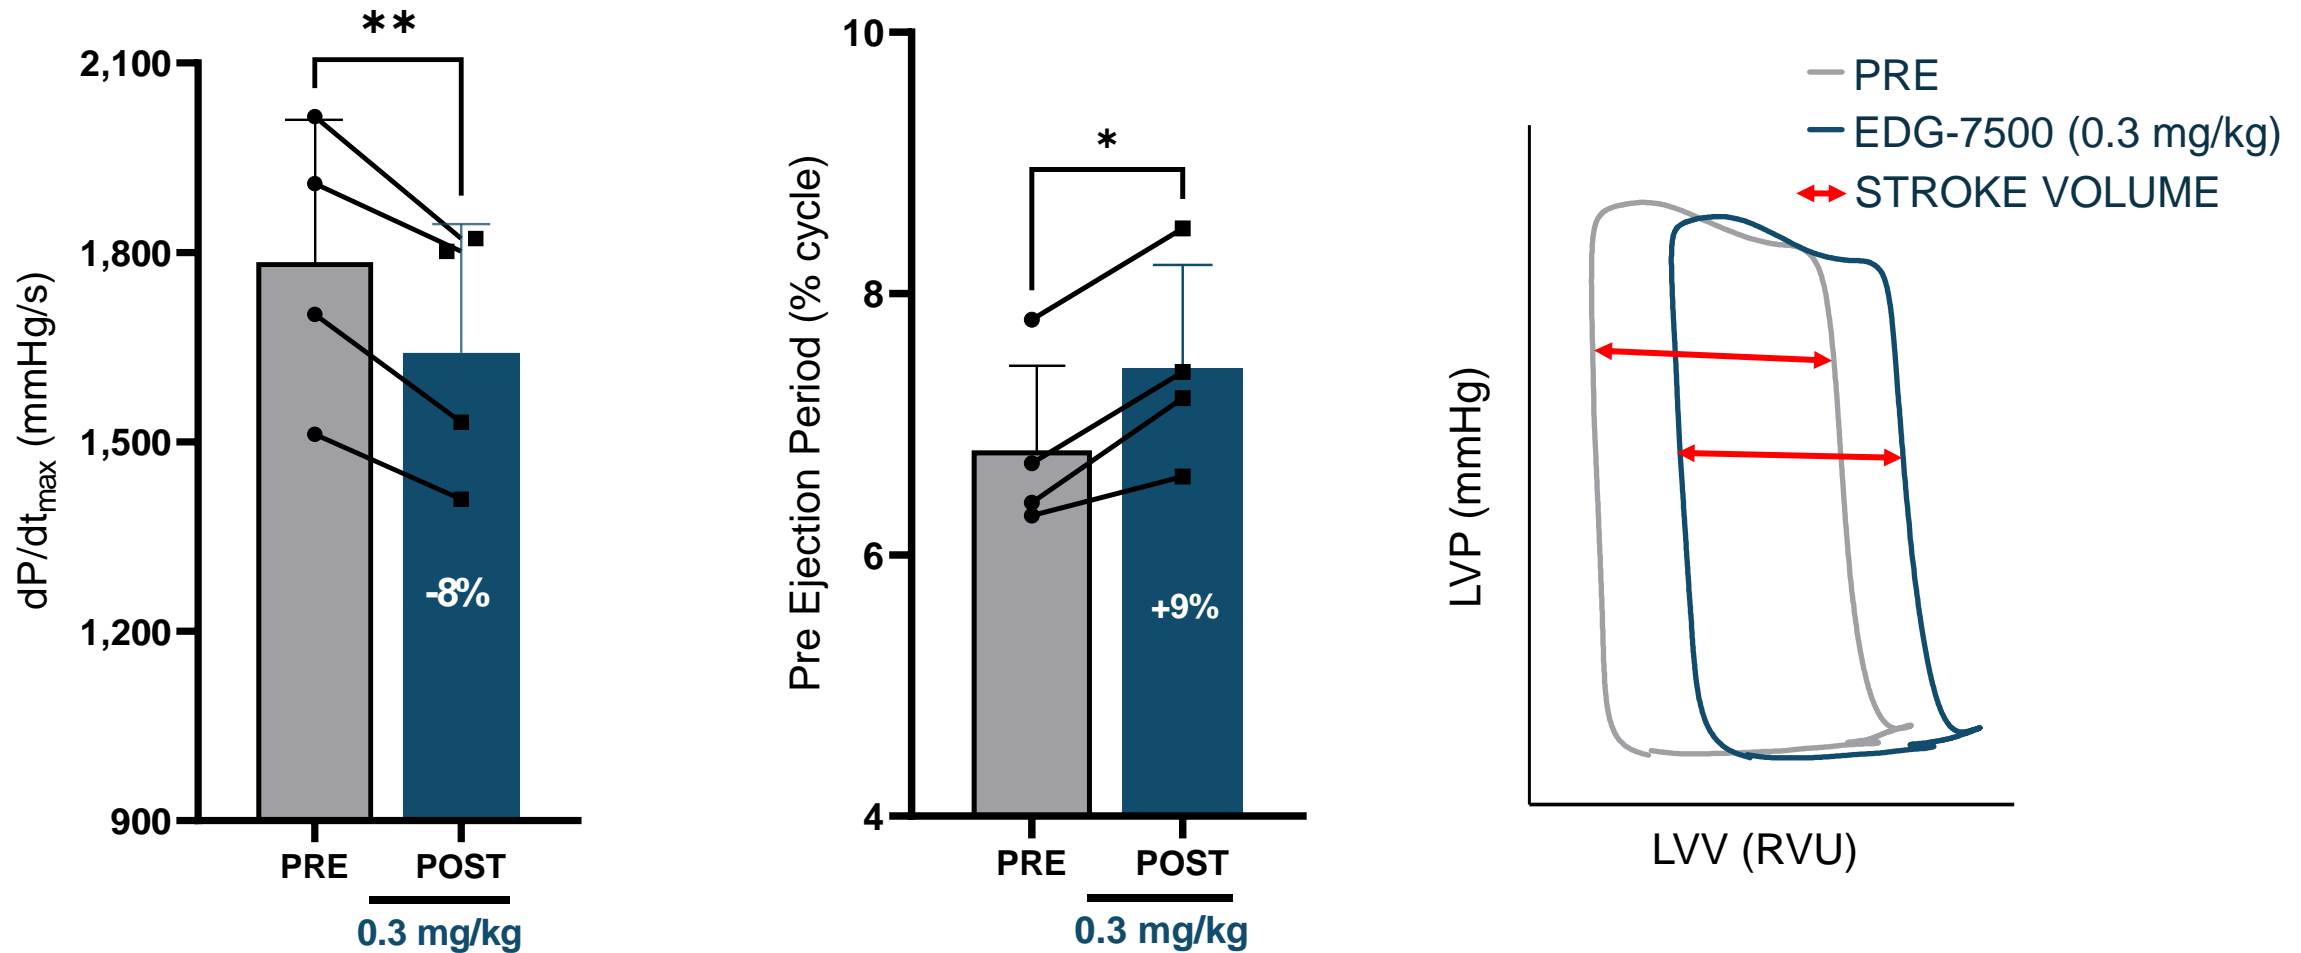 **
2,100
1,800
1,500
1,200
900
dP/dtmax (mmHg/s)
-8%
PRE
POST
0.3 mg/kg
*
10
8
6
4
Pre Ejection Period (% cycle)
+9%
PRE
POST
0.3 mg/kg
PRE
EDG-7500 (0.3 mg/kg)
STROKE VOLUME
LVP (mmHg)
LVV (RVU)